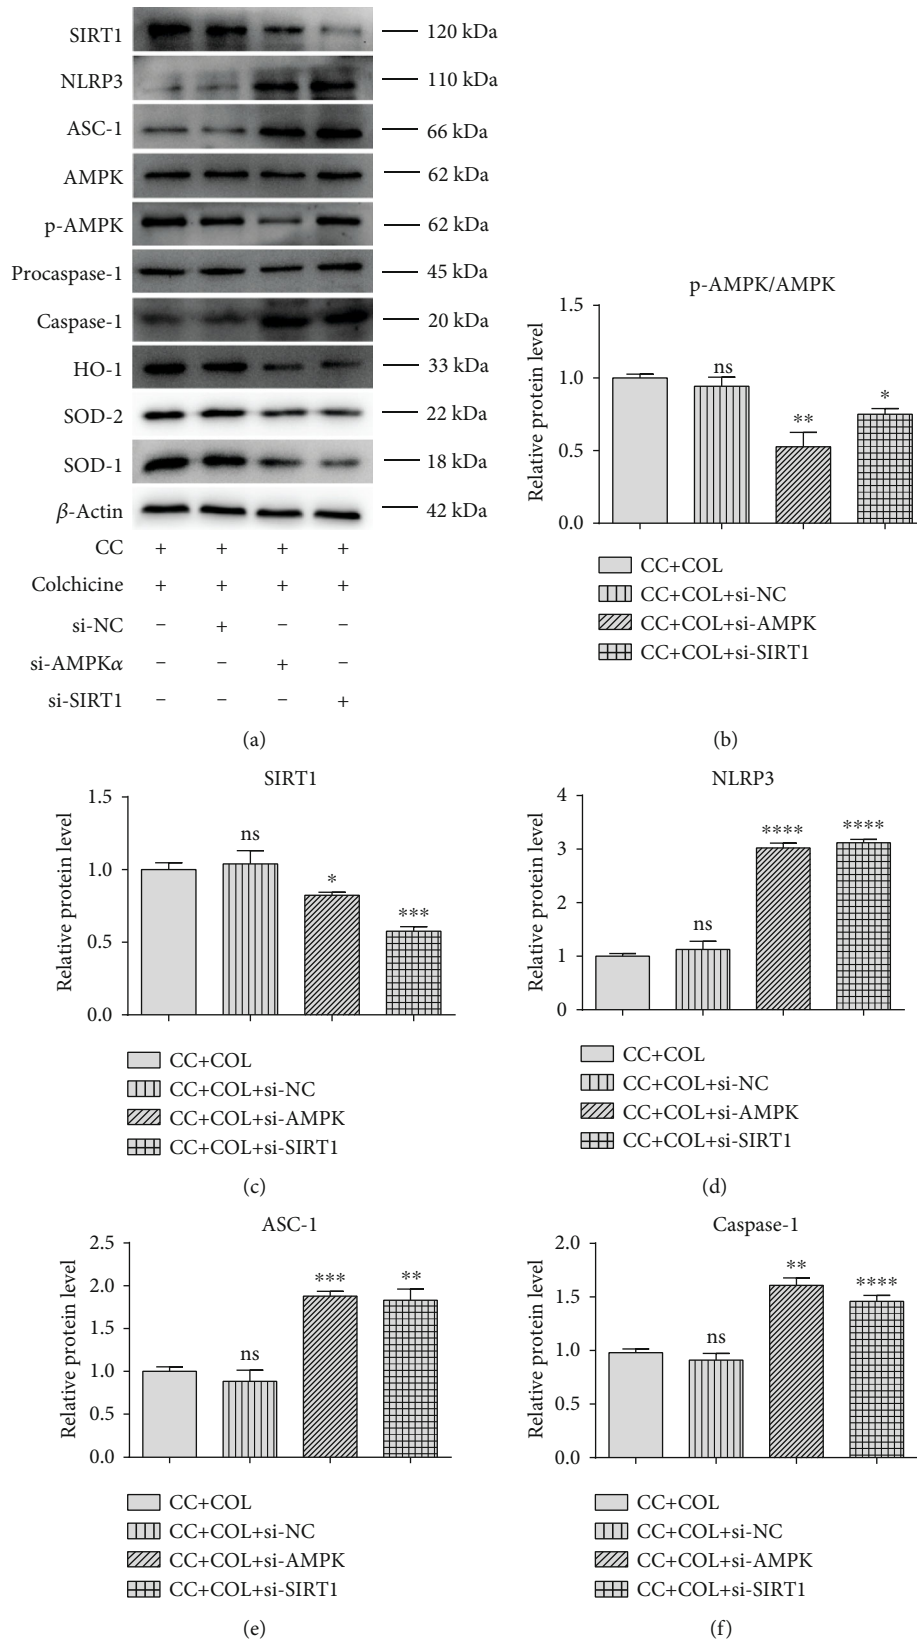 SIRT1 120 kDa
NLRP3 110 kDa
ASC-1 66 kDa
AMPK 62 kDa
p-AMPK 62 kDa
Procaspase-1 45 kDa
Caspase-1 20 kDa
HO-1 33 kDa
SOD-2 22 kDa
SOD-1 18 kDa
β-Actin 42 kDa
CC + + + +
Colchicine + + + +
si-NC − + − −
si-AMPKα − − + −
si-SIRT1 − − − +
(a)
p-AMPK/AMPK
Relative protein level
1.5
1.0
0.5
0.0
ns
**
*
CC+COL
CC+COL+si-NC
CC+COL+si-AMPK
CC+COL+si-SIRT1
(b)
SIRT1
Relative protein level
1.5
1.0
0.5
0.0
ns
*
***
CC+COL
CC+COL+si-NC
CC+COL+si-AMPK
CC+COL+si-SIRT1
(c)
NLRP3
Relative protein level
4
3
2
1
0
ns
****
****
CC+COL
CC+COL+si-NC
CC+COL+si-AMPK
CC+COL+si-SIRT1
(d)
ASC-1
Relative protein level
2.5
2.0
1.5
1.0
0.5
0.0
ns
***
**
CC+COL
CC+COL+si-NC
CC+COL+si-AMPK
CC+COL+si-SIRT1
(e)
Caspase-1
Relative protein level
2.0
1.5
1.0
0.5
0.0
ns
**
****
CC+COL
CC+COL+si-NC
CC+COL+si-AMPK
CC+COL+si-SIRT1
(f)